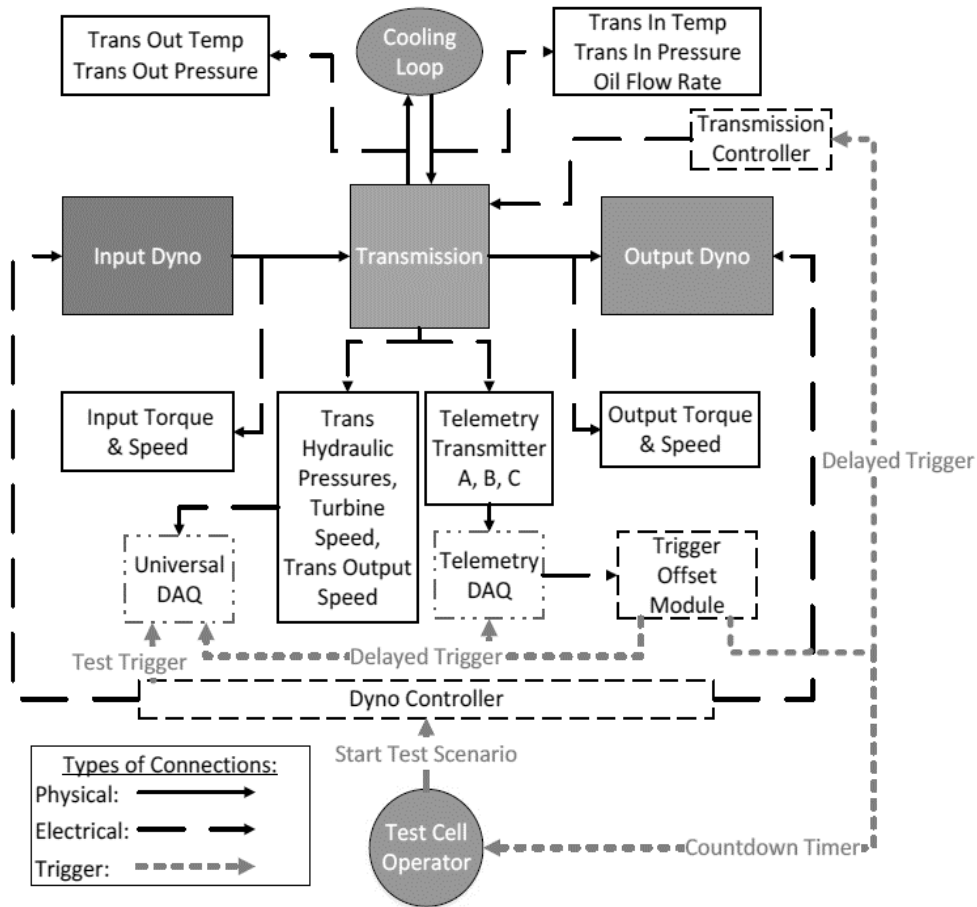 Trans Out Temp
Trans Out Pressure
Cooling
Loop
Trans In Temp
Trans In Pressure
Oil Flow Rate
Transmission
Controller
Input Dyno
Transmission
Output Dyno
Input Torque
& Speed
Trans
Hydraulic
Pressures,
Turbine
Speed,
Trans Output
Speed
Telemetry
Transmitter
A, B, C
Output Torque
& Speed
Delayed Trigger
Universal
DAQ
Telemetry
DAQ
Trigger
Offset
Module
Test Trigger
Delayed Trigger
Dyno Controller
Start Test Scenario
Types of Connections:
Physical:
Electrical:
Trigger:
Test Cell
Operator
Countdown Timer